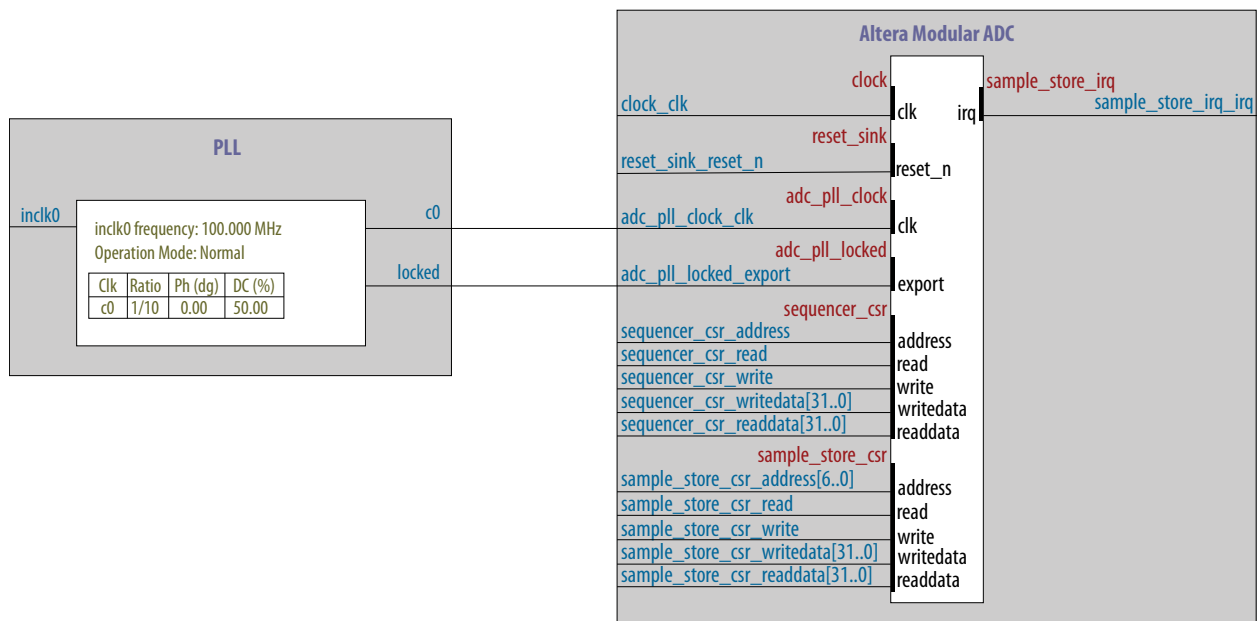 PLL
inclk0
inclk0 frequency: 100.000 MHz
Operation Mode: Normal
Clk Ratio Ph (dg) DC (%)
c0 1/10 0.00 50.00
c0
locked
Altera Modular ADC
clock
clock_clk
clk
reset_sink
reset_sink_reset_n
reset_n
adc_pll_clock
adc_pll_clock_clk
clk
adc_pll_locked
adc_pll_locked_export
export
sequencer_csr
sequencer_csr_address
address
sequencer_csr_read
read
sequencer_csr_write
write
sequencer_csr_writedata[31..0]
writedata
sequencer_csr_readdata[31..0]
readdata
sample_store_csr
sample_store_csr_address[6..0]
address
sample_store_csr_read
read
sample_store_csr_write
write
sample_store_csr_writedata[31..0]
writedata
sample_store_csr_readdata[31..0]
readdata
sample_store_irq
irq
sample_store_irq_irq